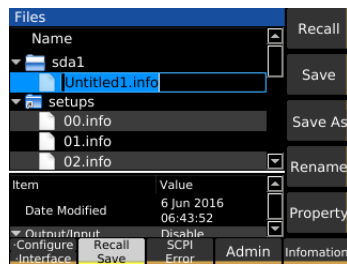 Files
Name
sda1
Untitled1.info
setups
00.info
01.info
02.info
Item Value
Date Modified 6 Jun 2016
06:43:52
Output/Input Disable
Recall
Save
Save As
Rename
Property
·Configure
·Interface
Recall
Save
SCPI
Error
Admin
Infomation